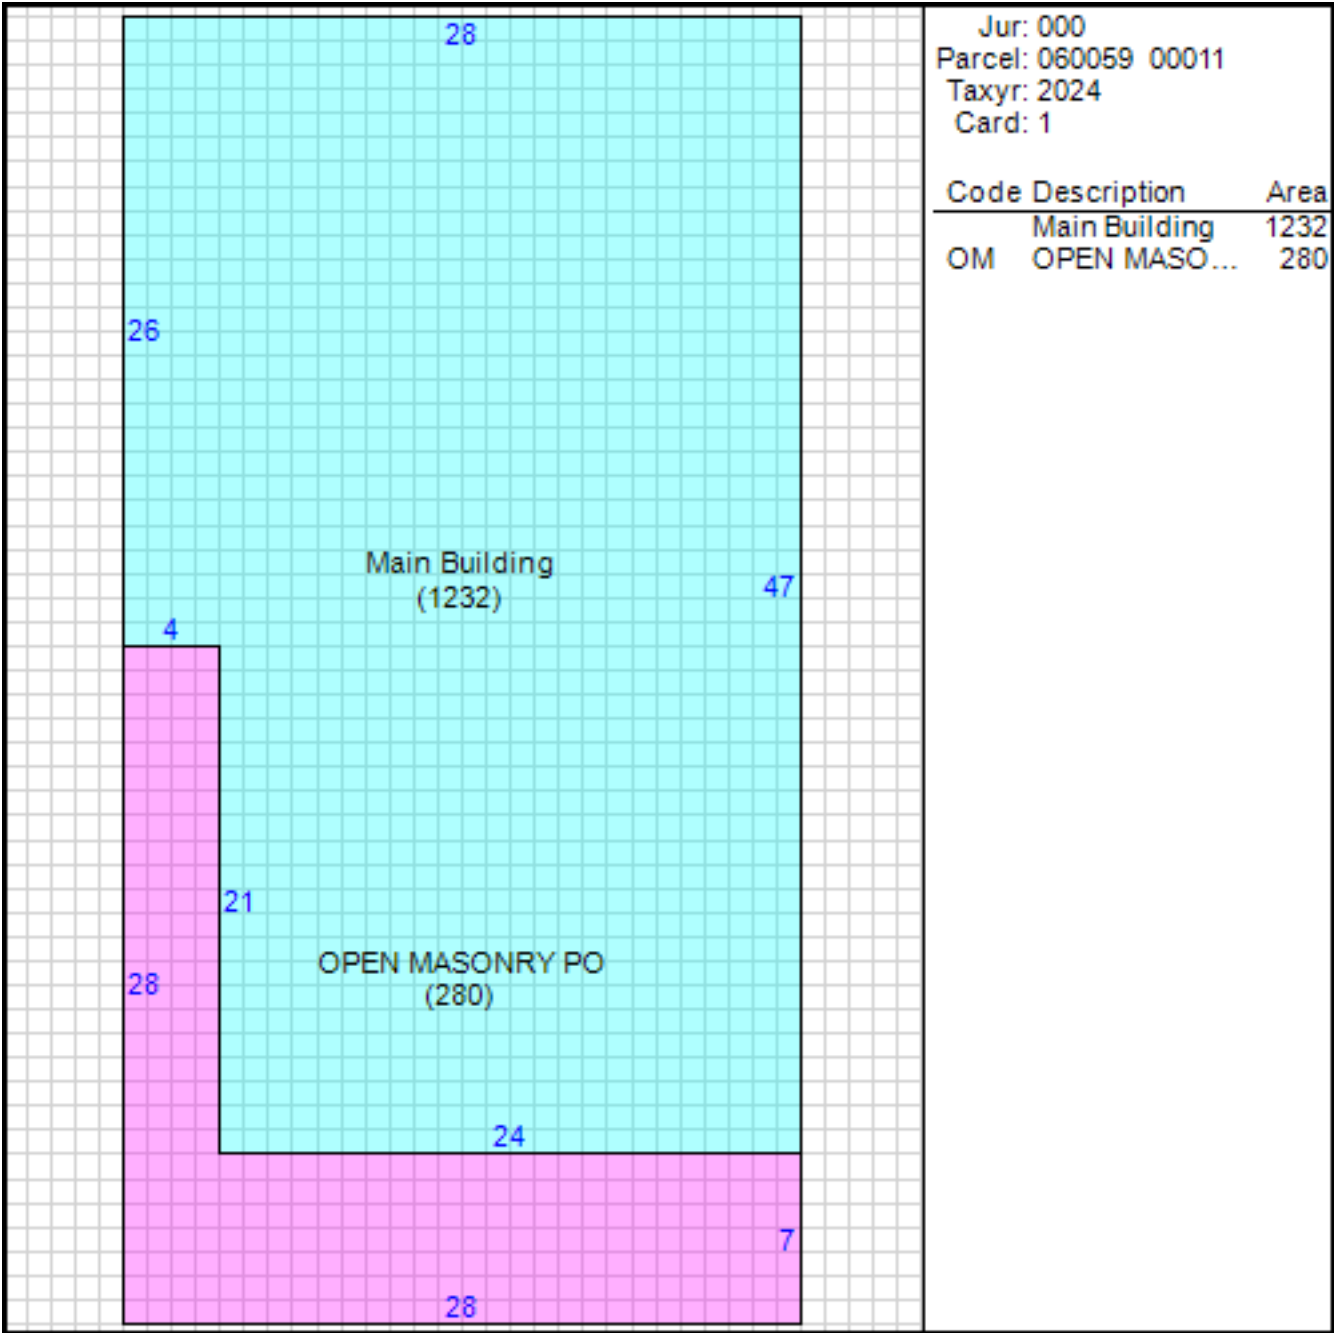 28
26
Main Building
(1232)
47
4
21
28
OPEN MASONRY PO
(280)
24
7
28
Jur: 000
Parcel: 060059 00011
Taxyr: 2024
Card: 1
Code Description Area
Main Building 1232
OM OPEN MASO... 280